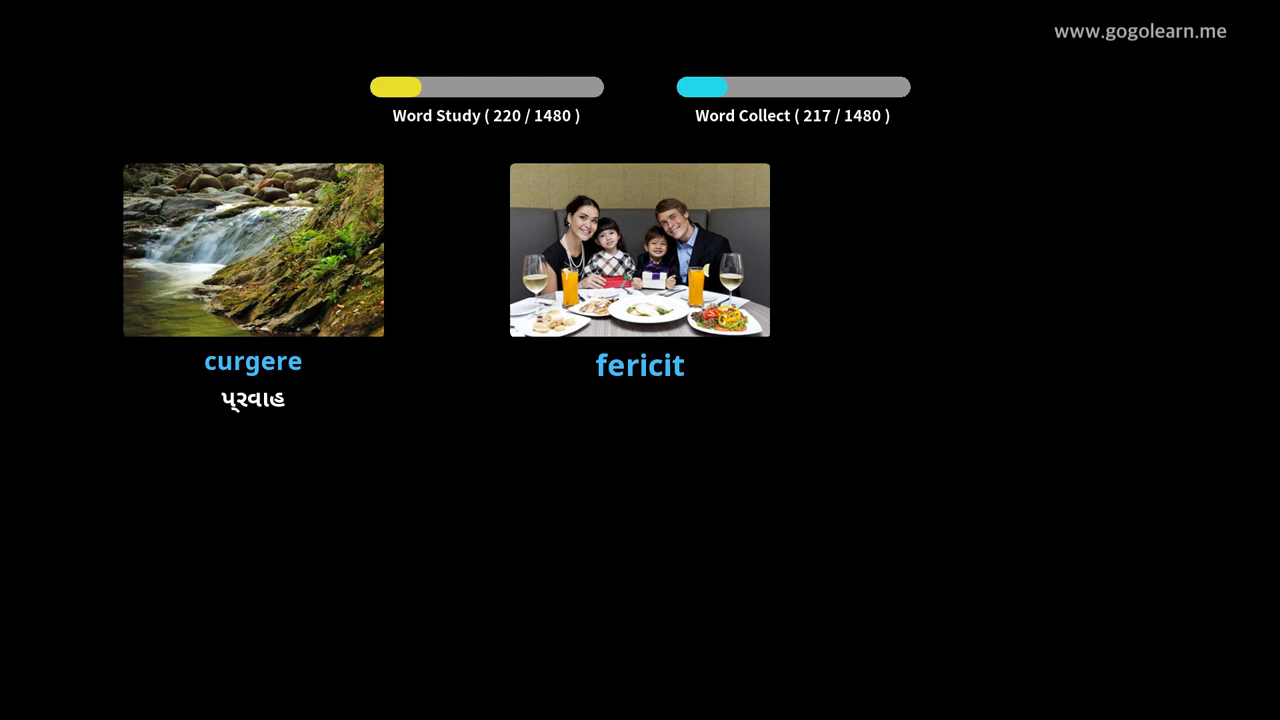 www.gogolearn.me
Word Study ( 220 / 1480 )
Word Collect ( 217 / 1480 )
curgere
પ્રવાહ
fericit